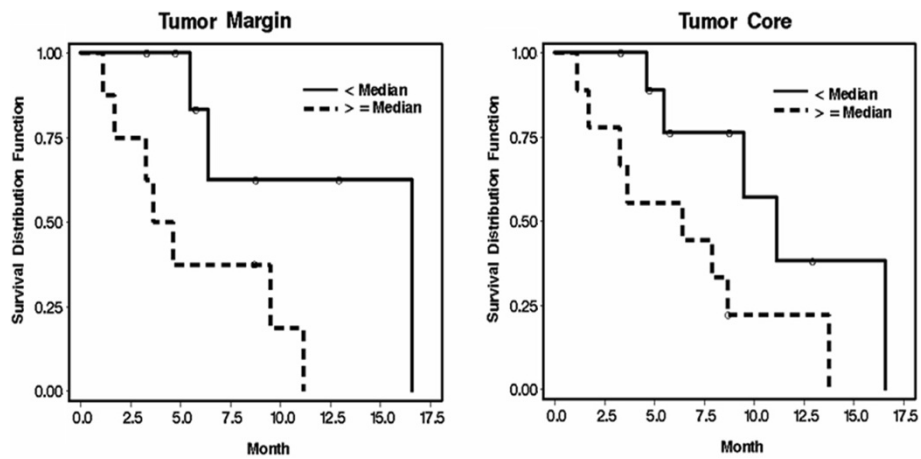 Tumor Margin
Survival Distribution Function
1.00
0.75
0.50
0.25
0.00
< Median
> = Median
0.0 2.5 5.0 7.5 10.0 12.5 15.0 17.5
Month
Tumor Core
Survival Distribution Function
1.00
0.75
0.50
0.25
0.00
< Median
> = Median
0.0 2.5 5.0 7.5 10.0 12.5 15.0 17.5
Month